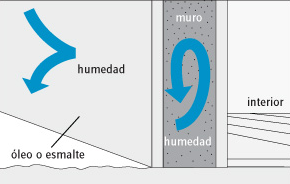 muro
humedad
interior
humedad
óleo o esmalte